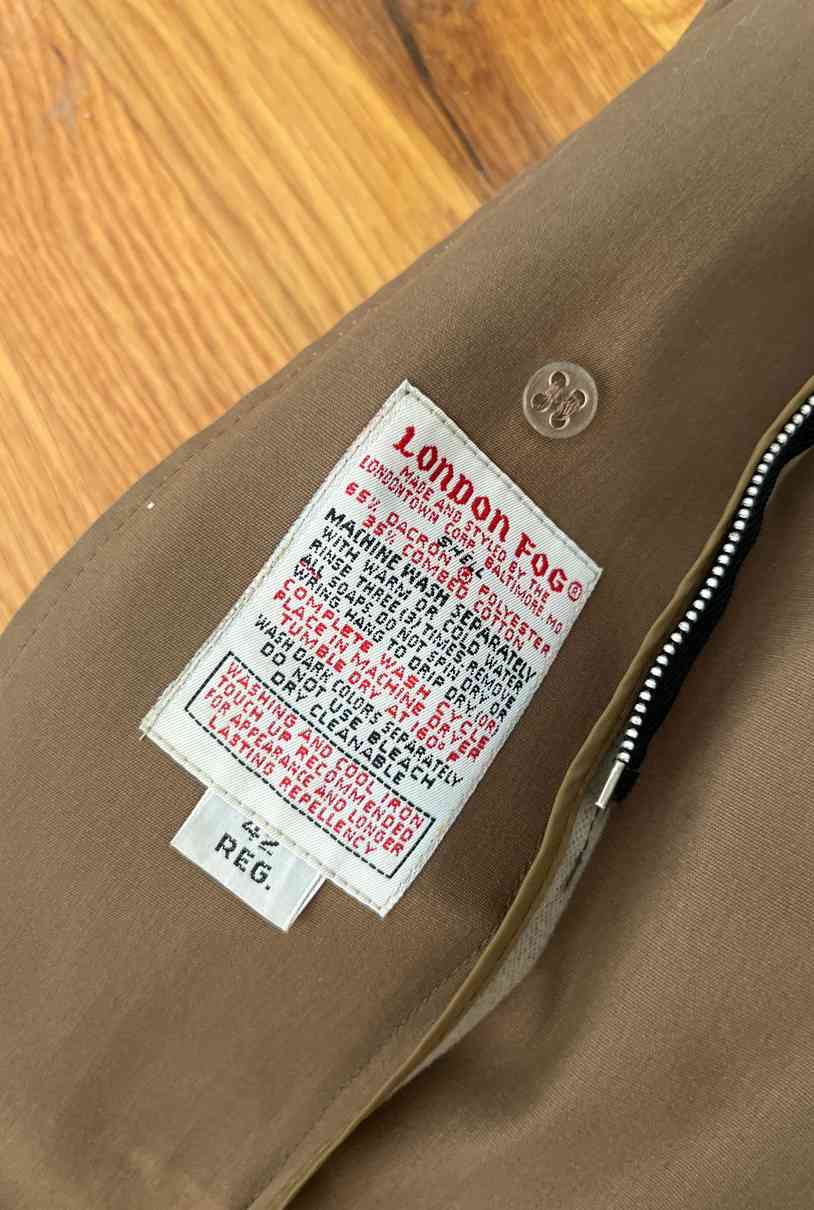 LONDON FOG®
MADE AND STYLED BY THE
LONDONTOWN CORP. BALTIMORE, MD
SHELL
65% DACRON ® POLYESTER
35% COMBED COTTON
MACHINE WASH SEPARATELY
WITH WARM OR COLD WATER
RINSE THREE (3) TIMES REMOVE
ALL SOAPS. DO NOT SPIN DRY OR
WRING. HANG TO DRIP DRY (OR)
COMPLETE WASH CYCLE
PLACE IN MACHINE DRYER
TUMBLE DRY AT 60° F
WASH DARK COLORS SEPARATELY
DO NOT USE BLEACH
DRY CLEANABLE
WASHING AND COOL IRON
TOUCH UP RECOMMENDED
FOR APPEARANCE AND LONGER
LASTING REPELLENCY
42
REG.